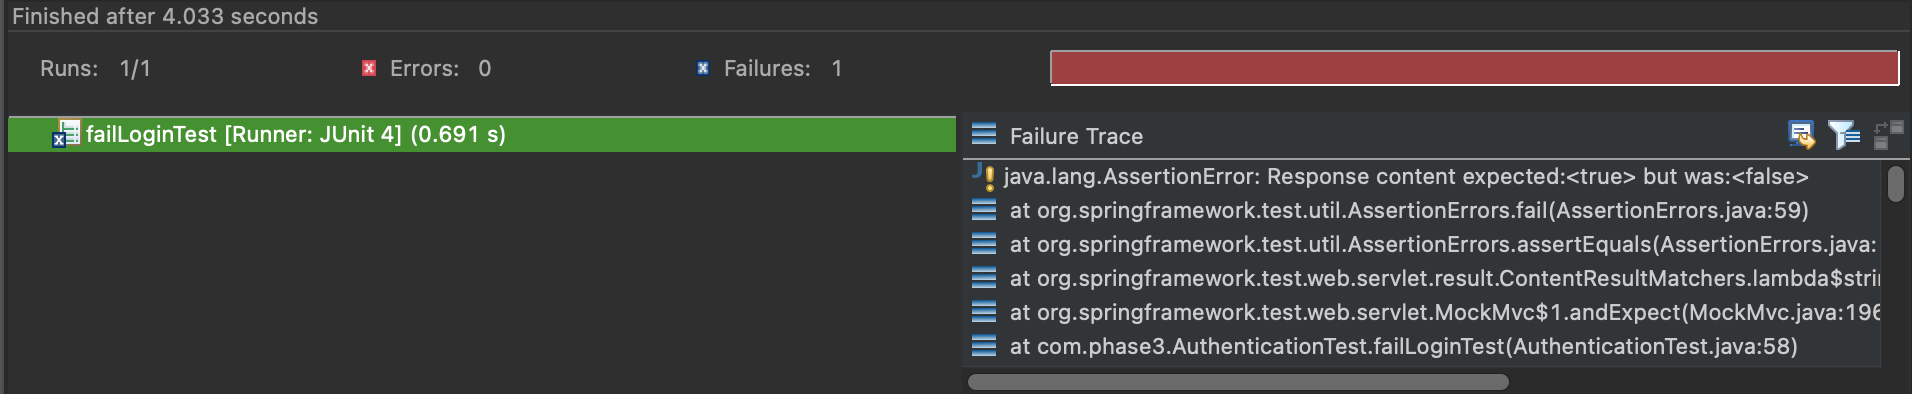 Finished after 4.033 seconds
Runs: 1/1 Errors: 0 Failures: 1
failLoginTest [Runner: JUnit 4] (0.691 s)
Failure Trace
java.lang.AssertionError: Response content expected:<true> but was:<false>
at org.springframework.test.util.AssertionErrors.fail(AssertionErrors.java:59)
at org.springframework.test.util.AssertionErrors.assertEquals(AssertionErrors.java:
at org.springframework.test.web.servlet.result.ContentResultMatchers.lambda$stri
at org.springframework.test.web.servlet.MockMvc$1.andExpect(MockMvc.java:196
at com.phase3.AuthenticationTest.failLoginTest(AuthenticationTest.java:58)